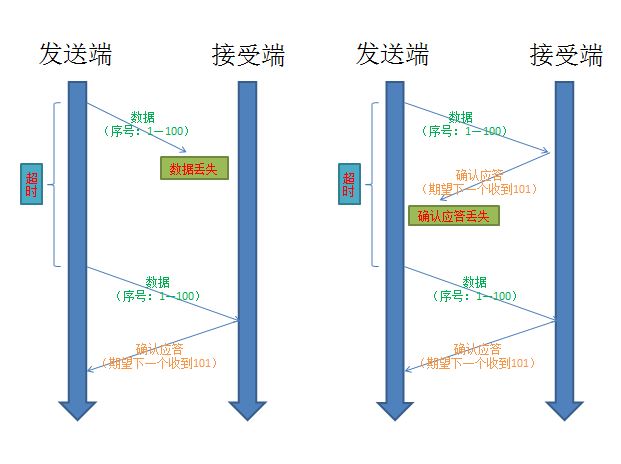 发送端
接受端
数据
（序号：1—100）
数据丢失
超
时
数据
（序号：1—100）
确认应答
（期望下一个收到101）
发送端
接受端
数据
（序号：1—100）
确认应答
（期望下一个收到101）
确认应答丢失
超
时
数据
（序号：1—100）
确认应答
（期望下一个收到101）